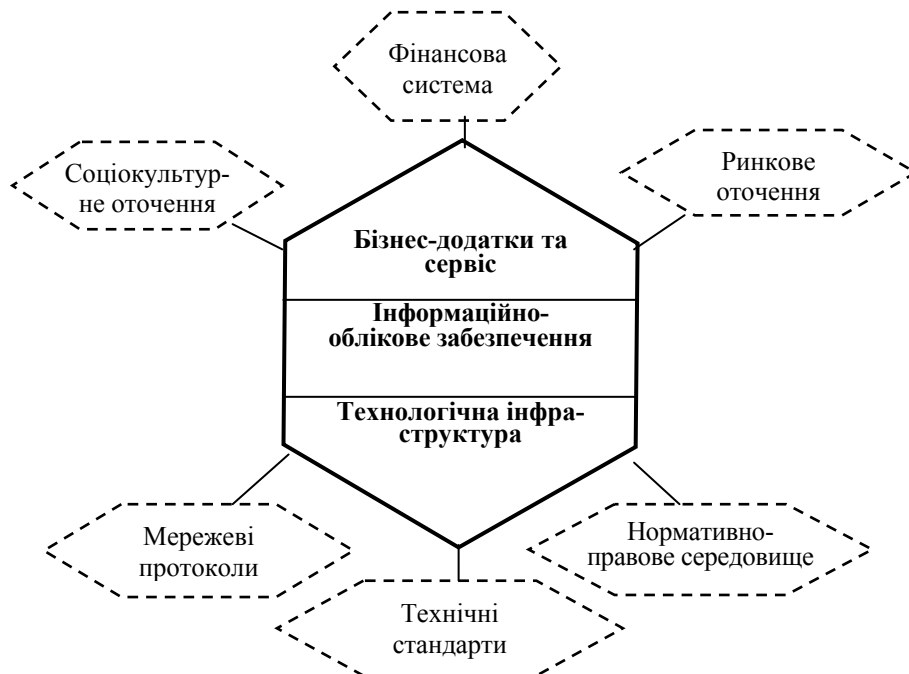 Фінансова
система
Соціокультур-
не оточення
Ринкове
оточення
Бізнес-додатки та
сервіс
Інформаційно-
облікове забезпечення
Технологічна інфра-
структура
Мережеві
протоколи
Нормативно-
правове середовище
Технічні
стандарти